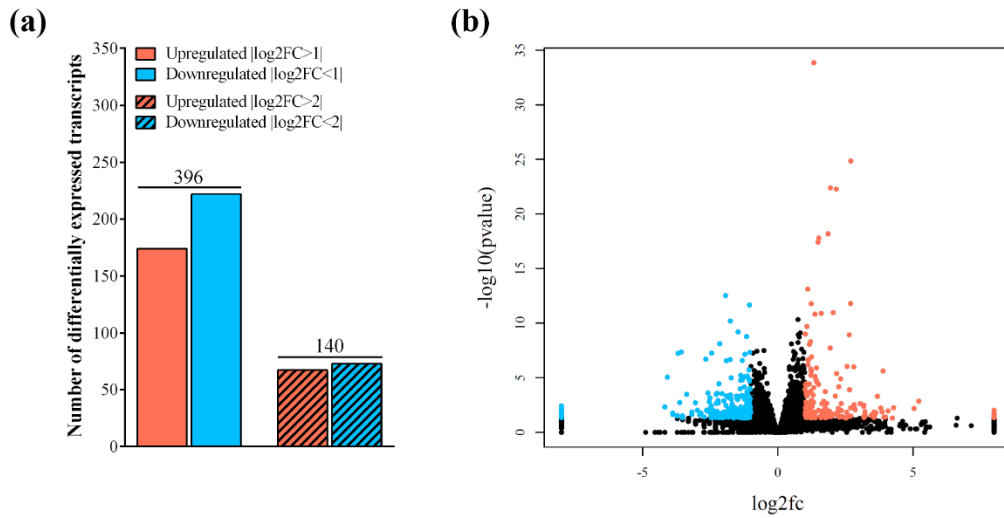 (a)
Number of differentially expressed transcripts
350
300
250
200
150
100
50
0
Upregulated |log2FC>1|
Downregulated |log2FC<1|
Upregulated |log2FC>2|
Downregulated |log2FC<2|
396
140
(b)
-log10(pvalue)
35
30
25
20
15
10
5
0
-5
0
5
log2fc